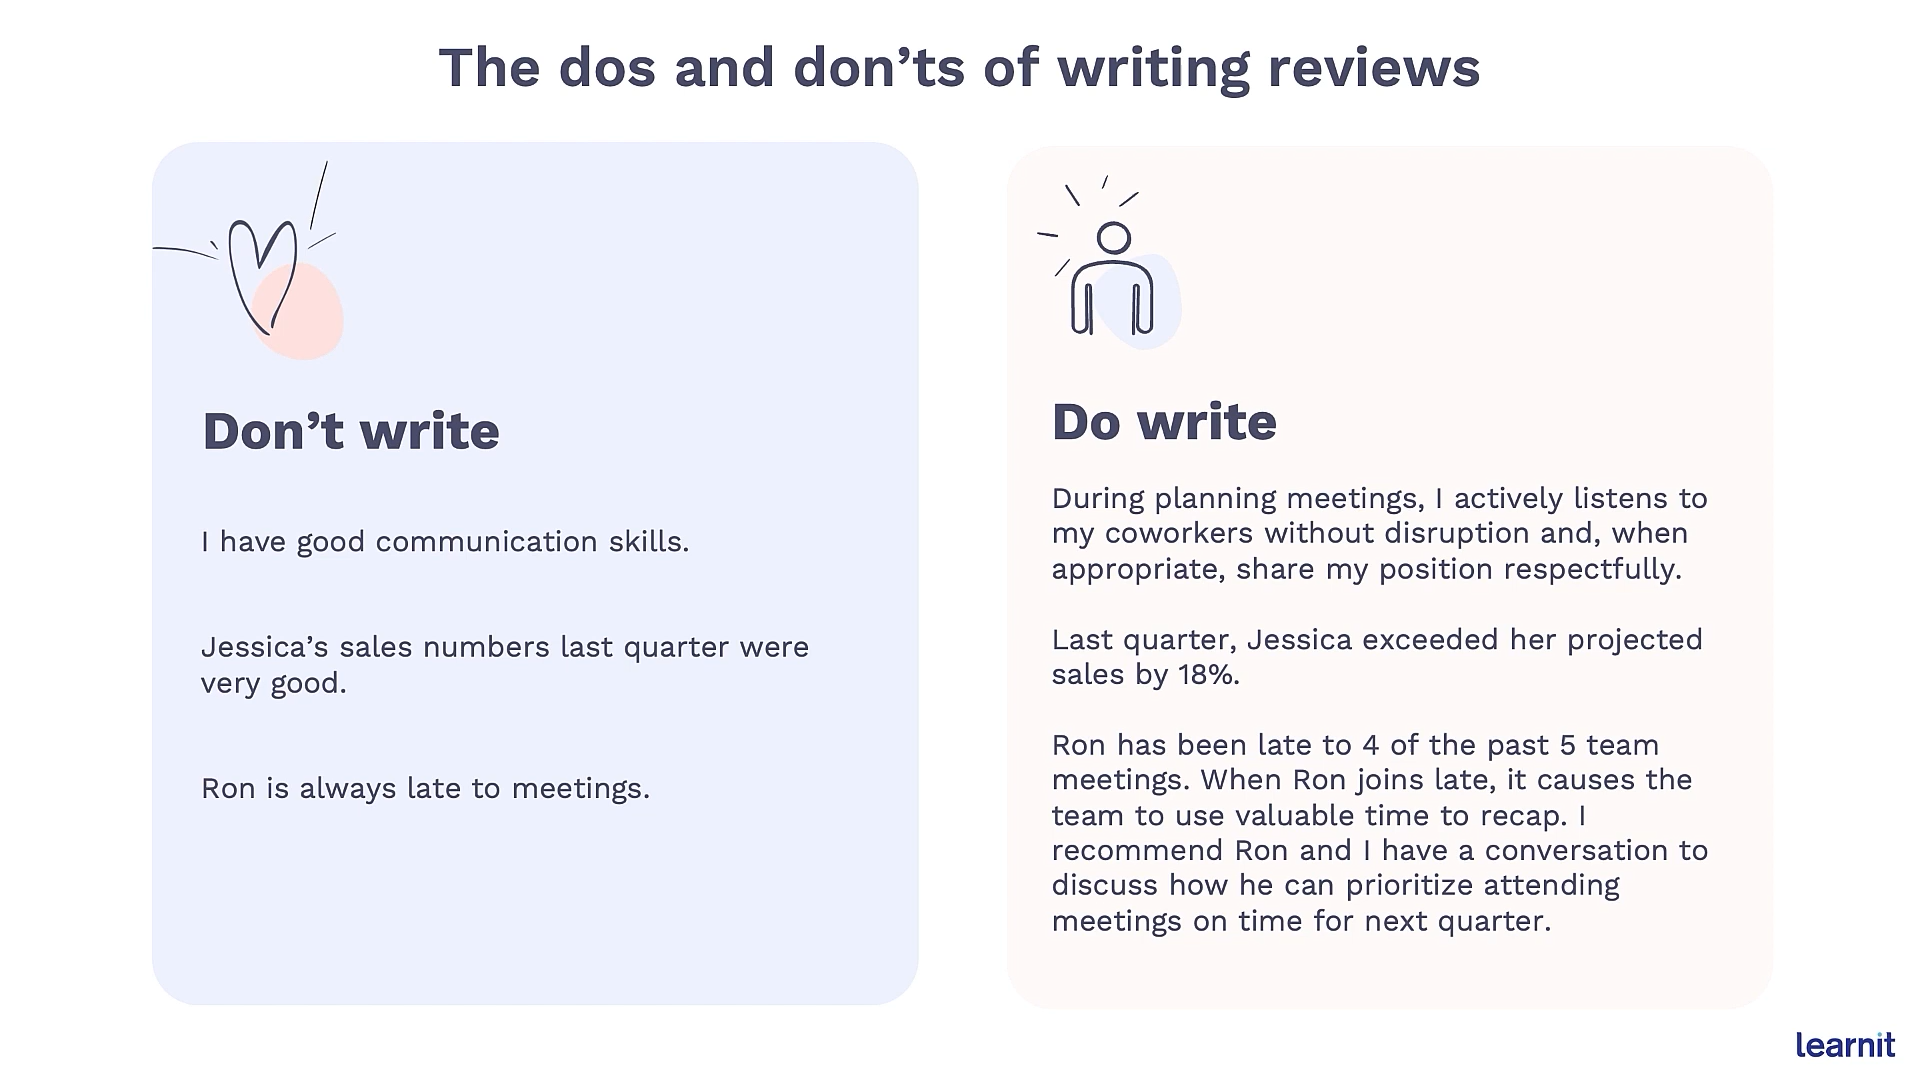 The dos and don’ts of writing reviews
Don’t write
I have good communication skills.
Jessica’s sales numbers last quarter were
very good.
Ron is always late to meetings.
Do write
During planning meetings, I actively listens to
my coworkers without disruption and, when
appropriate, share my position respectfully.
Last quarter, Jessica exceeded her projected
sales by 18%.
Ron has been late to 4 of the past 5 team
meetings. When Ron joins late, it causes the
team to use valuable time to recap. I
recommend Ron and I have a conversation to
discuss how he can prioritize attending
meetings on time for next quarter.
learnit